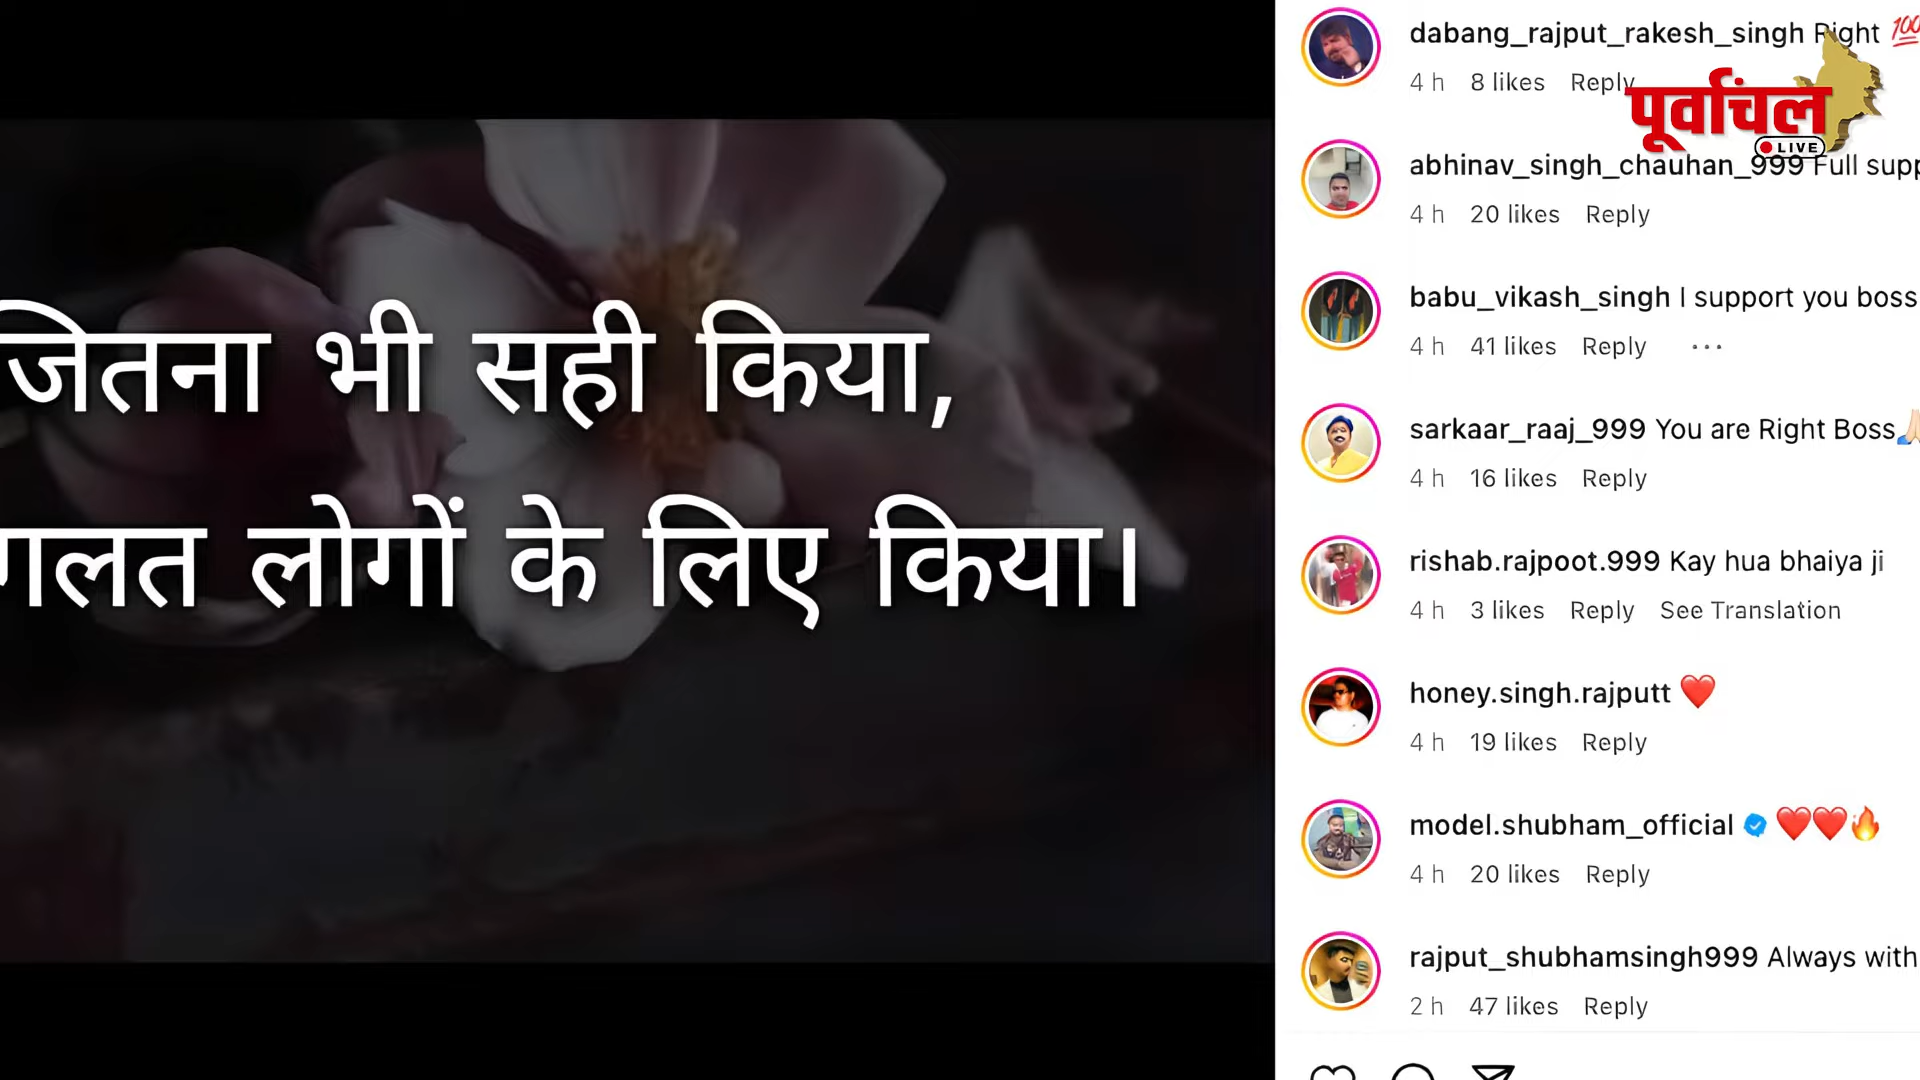 जितना भी सही किया,
गलत लोगों के लिए किया।
dabang_rajput_rakesh_singh Right 💯
4 h 8 likes Reply
पूर्वांचल
LIVE
abhinav_singh_chauhan_999 Full
4 h 20 likes Reply
babu_vikash_singh I support you boss
4 h 41 likes Reply ...
sarkaar_raaj_999 You are Right Boss🙏🏻
4 h 16 likes Reply
rishab.rajpoot.999 Kay hua bhaiya ji
4 h 3 likes Reply See Translation
honey.singh.rajputt ❤️
4 h 19 likes Reply
model.shubham_official ❤️❤️🔥
4 h 20 likes Reply
rajput_shubhamsingh999 Always with
2 h 47 likes Reply